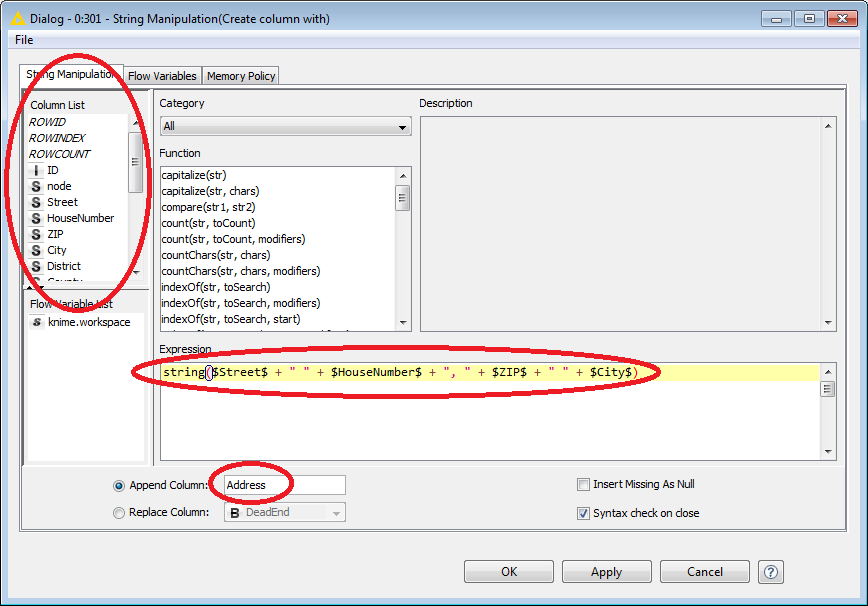 Dialog - 0:301 - String Manipulation(Create column with)
File
String Manipulation Flow Variables Memory Policy
Column List
ROWID
ROWINDEX
ROWCOUNT
I ID
S node
S Street
S HouseNumber
S ZIP
S City
S District
S County
Flow Variable List
s knime.workspace
Category
All
Function
capitalize(str)
capitalize(str, chars)
compare(str1, str2)
count(str, toCount)
count(str, toCount, modifiers)
countChars(str, chars)
countChars(str, chars, modifiers)
indexOf(str, toSearch)
indexOf(str, toSearch, modifiers)
indexOf(str, toSearch, start)
Description
Expression
string($Street$ + " " + $HouseNumber$ + ", " + $ZIP$ + " " + $City$)
Append Column: Address
Replace Column: B DeadEnd
Insert Missing As Null
Syntax check on close
OK Apply Cancel ?